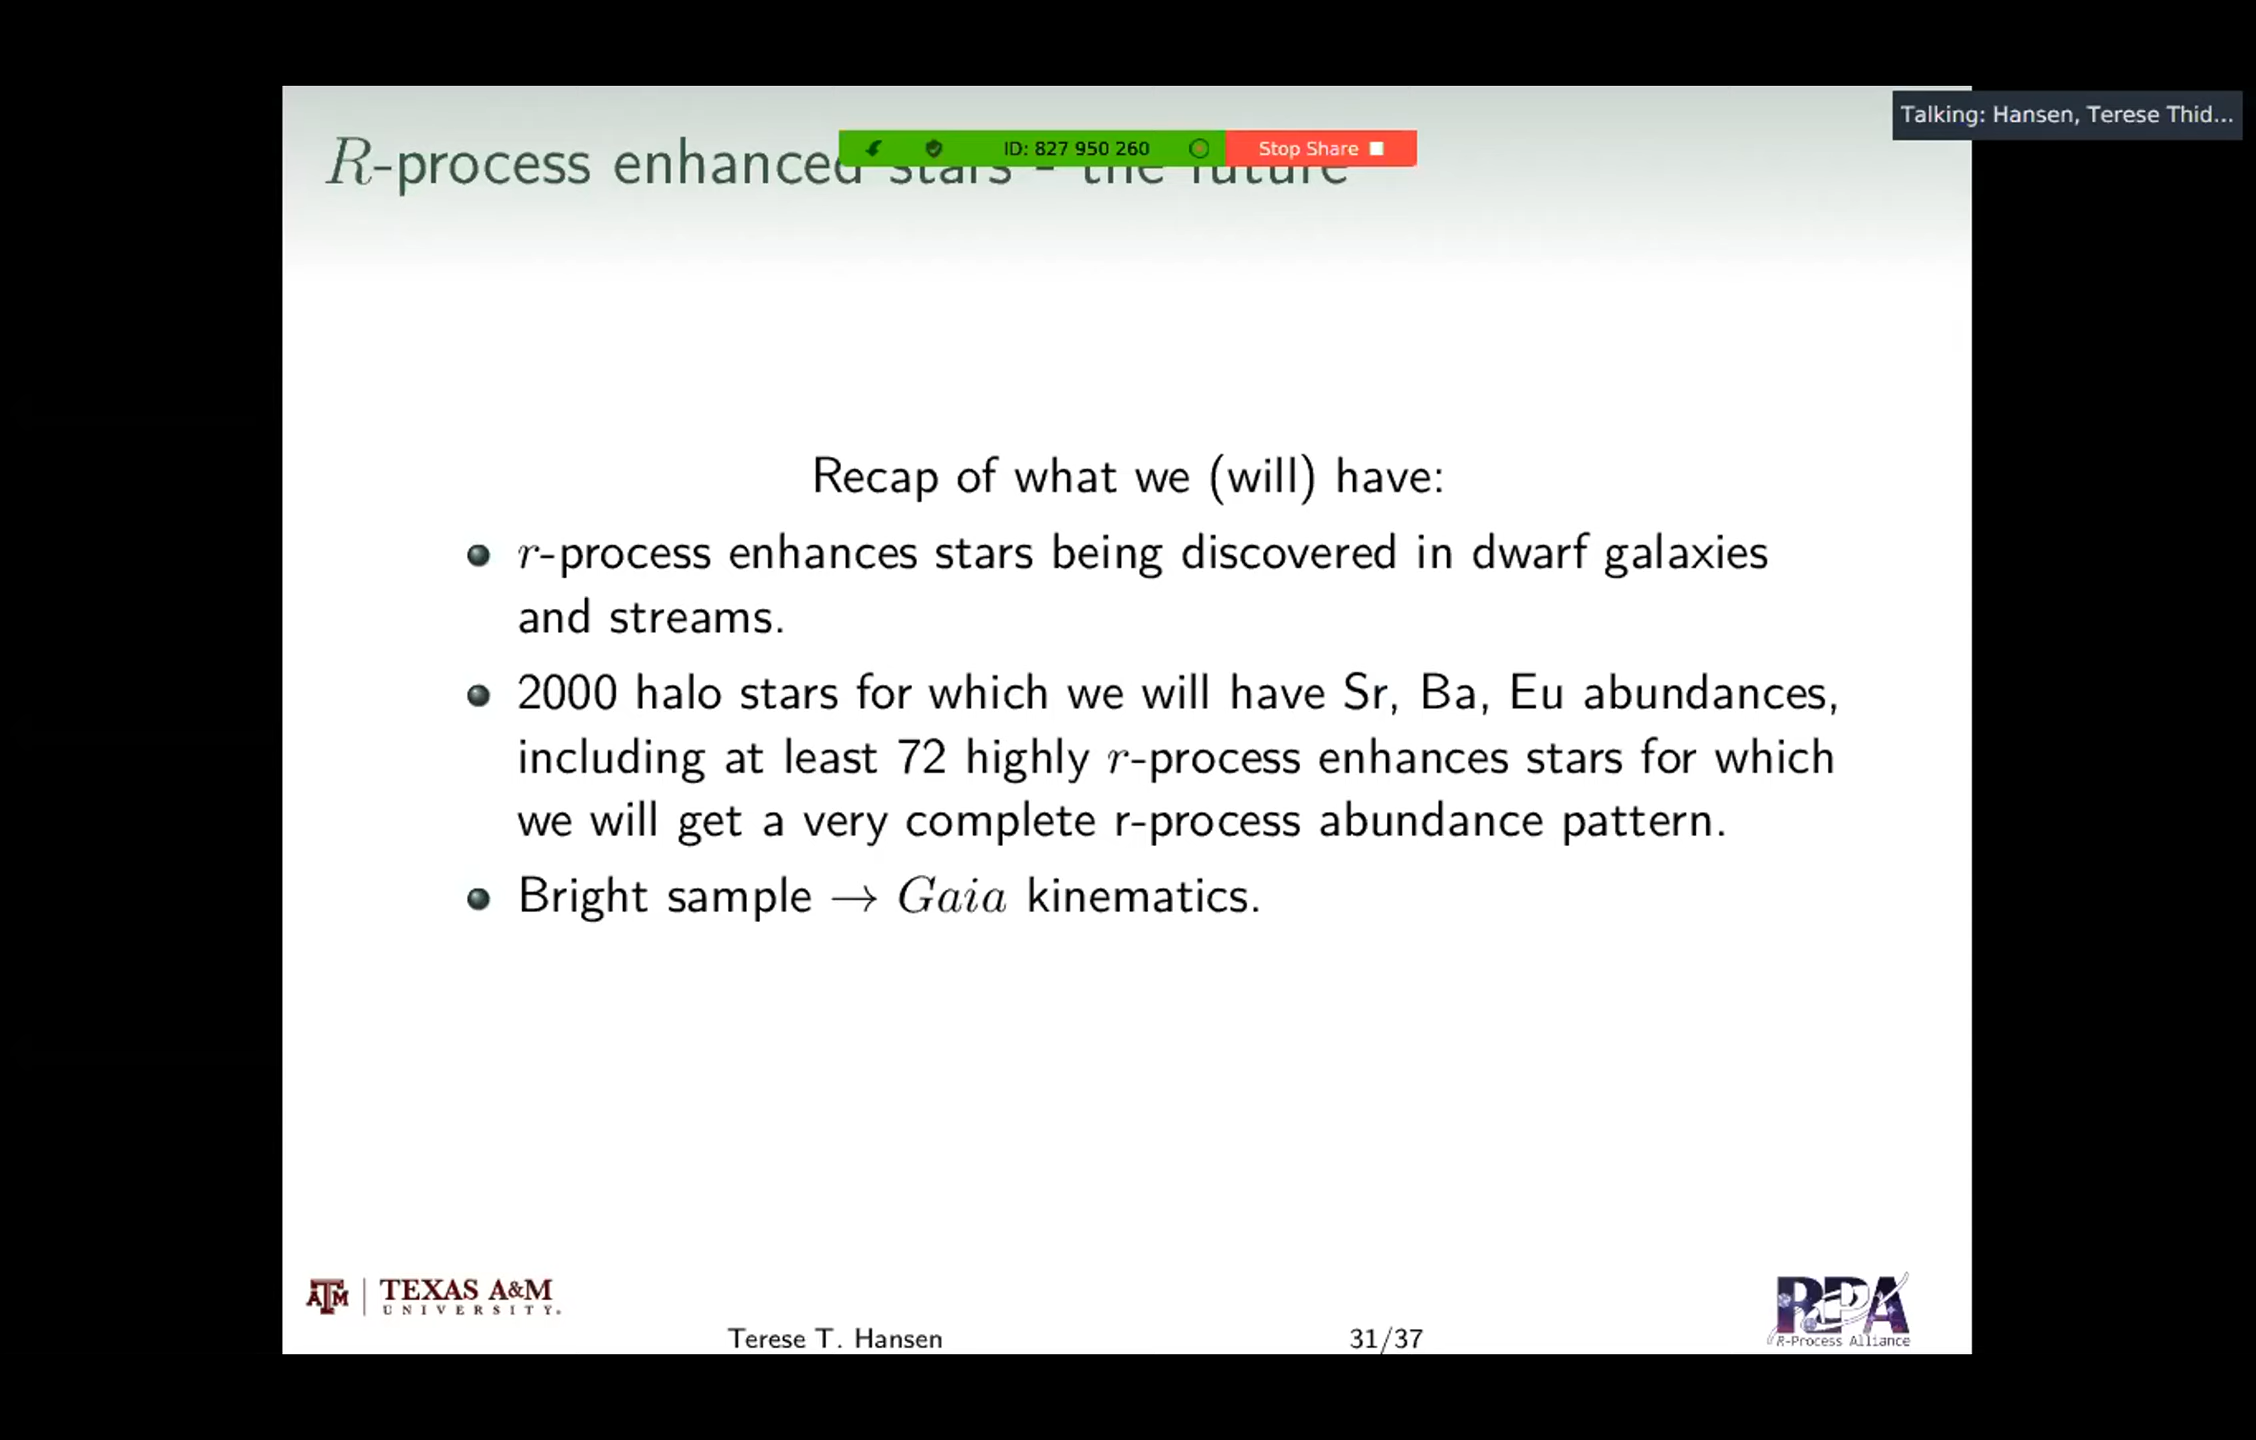 Talking: Hansen, Terese Thid...
ID: 827 950 260 Stop Share
R-process enhanced stars - the future
Recap of what we (will) have:
r-process enhances stars being discovered in dwarf galaxies
and streams.
2000 halo stars for which we will have Sr, Ba, Eu abundances,
including at least 72 highly r-process enhances stars for which
we will get a very complete r-process abundance pattern.
Bright sample → Gaia kinematics.
ATM TEXAS A&M
UNIVERSITY.
RPA
R-Process Alliance
Terese T. Hansen 31/37